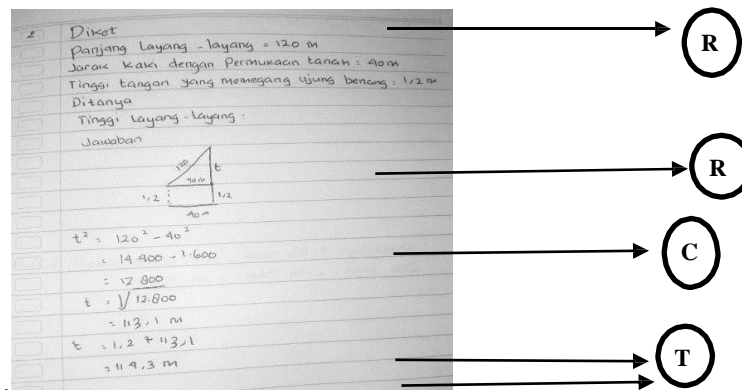 2 Diket
R
Panjang Layang-layang = 120 m
Jarak Kaki dengan Permukaan tanah : 40m
Tinggi tangan yang memegang ujung benang : 1,2 m
Ditanya
Tinggi Layang-Layang :
Jawaban
120
t
40 m
R
1,2
1,2
40 m
t² = 120² - 40²
= 14.400 - 1.600
C
= 12 800
t = √12.800
= 113,1 m
t = 1,2 + 113,1
= 114,3 m
T